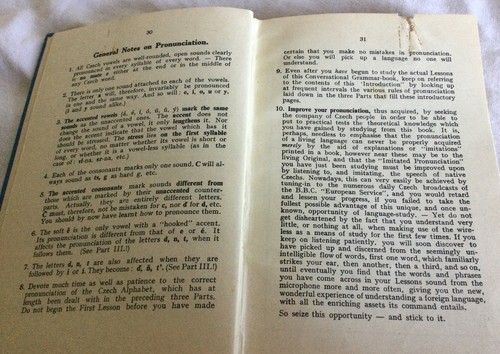 30
General Notes on Pronunciation.
1. All Czech vowels are well-rounded, open sounds clearly
pronounced in every syllable of every word. — There
is no mute e either at the end or in the middle of
any Czech word.
2. There is only one sound attached to each of the vowels.
The letter a will, therefore, invariably be pronounced
in the same way. And so will: e, i, o, u (or y,
y sound alike.)
3. The accented vowels (á, é, í, ó, ú, ů, ý) mark the same
sounds as the unaccented ones. The accent does not
change the sound of a vowel, it only lengthens it. Nor
does the accent indicate that the vowel which has it
should be stressed. The stress lies on the first syllable
of every word, no matter whether its vowel is short or
long, or whether it is a vowel-less syllable (as in the
case of vl-na, zr-na, etc.)
4. Each of the consonants marks only one sound. C will al-
ways sound as ts, g as hard g, etc.
5. The accented consonants mark sounds different from
those which are marked by their unaccented counter-
parts. Actually, they are entirely different letters.
C must, therefore, not be mistaken for č, nor ď for d, etc.
You should by now have learnt how to pronounce them.
6. The soft ě is the only vowel with a "hooked" accent.
Its pronunciation is different from that of e or é. It
affects the pronunciation of the letters d, n, t, when it
follows them. (See Part III.!)
7. The letters d, n, t are also affected when they are
followed by i or í. They become: ď, ň, ť. (See Part III.!)
8. Devote much time as well as patience to the correct
pronunciation of the Czech Alphabet, which has at
length been dealt with in the preceding three Parts.
Do not begin the First Lesson before you have made
31
certain that you make no mistakes in pronunciation.
Or else you will pick up a language no one will
understand.
9. Even after you have begun to study the actual Lessons
of this Conversational Grammar-book, keep on referring
to the contents of this "Introduction" by looking up
at frequent intervals the various rules of pronunciation
laid down in the three Parts that fill these introductory
pages.
10. Improve your pronunciation, thus acquired, by seeking
the company of Czech people in order to be able to
put to practical tests the theoretical knowledge which
you have gained by studying from this book. It is,
perhaps, needless to emphasise that the pronunciation
of a living language can never be properly acquired
merely by the aid of explanations or "imitations"
printed in a book, however near these may be to the
living Original, and that the "Imitated Pronunciation"
you have just been studying must be improved upon
by listening to, and imitating, the speech of native
Czechs. Nowadays, this can very easily be achieved by
tuning-in to the numerous daily Czech broadcasts of
the B.B.C. "European Service", and you would retard
and lessen your progress, if you failed to take the
fullest possible advantage of this unique, and once un-
known, opportunity of language-study. — Yet do not
get disheartened by the fact that you understand very
little, or nothing at all, when making use of the wire-
less as a means of study for the first few times. If you
keep on listening patiently, you will soon discover to
have picked up and discerned from the seemingly un-
intelligible flow of words, first one word, which familiarly
strikes your ear, then another, then a third, and so on,
until eventually you find that the words and phrases
you have come across in your Lessons sound from the
microphone more and more often, giving you the new,
wonderful experience of understanding a foreign language,
with all the enriching assets its command entails.
So seize this opportunity — and stick to it.